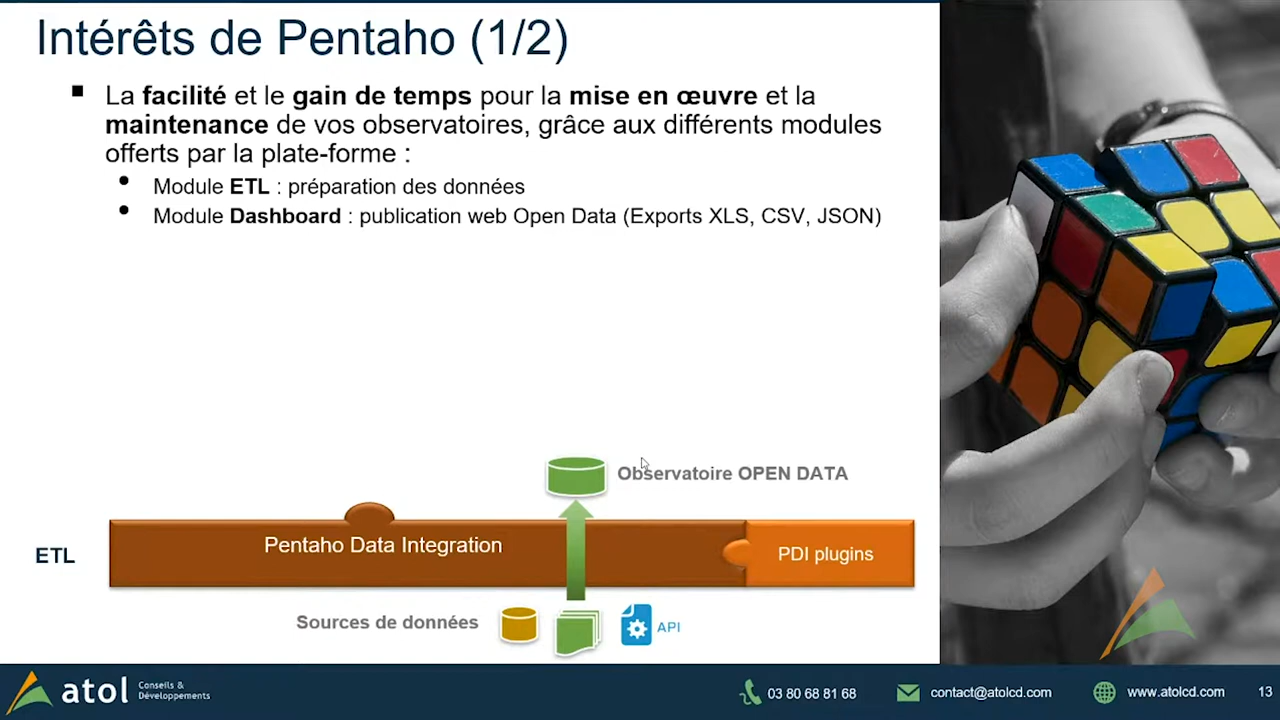 Intérêts de Pentaho (1/2)
La facilité et le gain de temps pour la mise en œuvre et la
maintenance de vos observatoires, grâce aux différents modules
offerts par la plate-forme :
Module ETL : préparation des données
Module Dashboard : publication web Open Data (Exports XLS, CSV, JSON)
Observatoire OPEN DATA
ETL
Pentaho Data Integration
PDI plugins
Sources de données
API
atol
Conseils &
Développements
03 80 68 81 68
contact@atolcd.com
www.atolcd.com
13